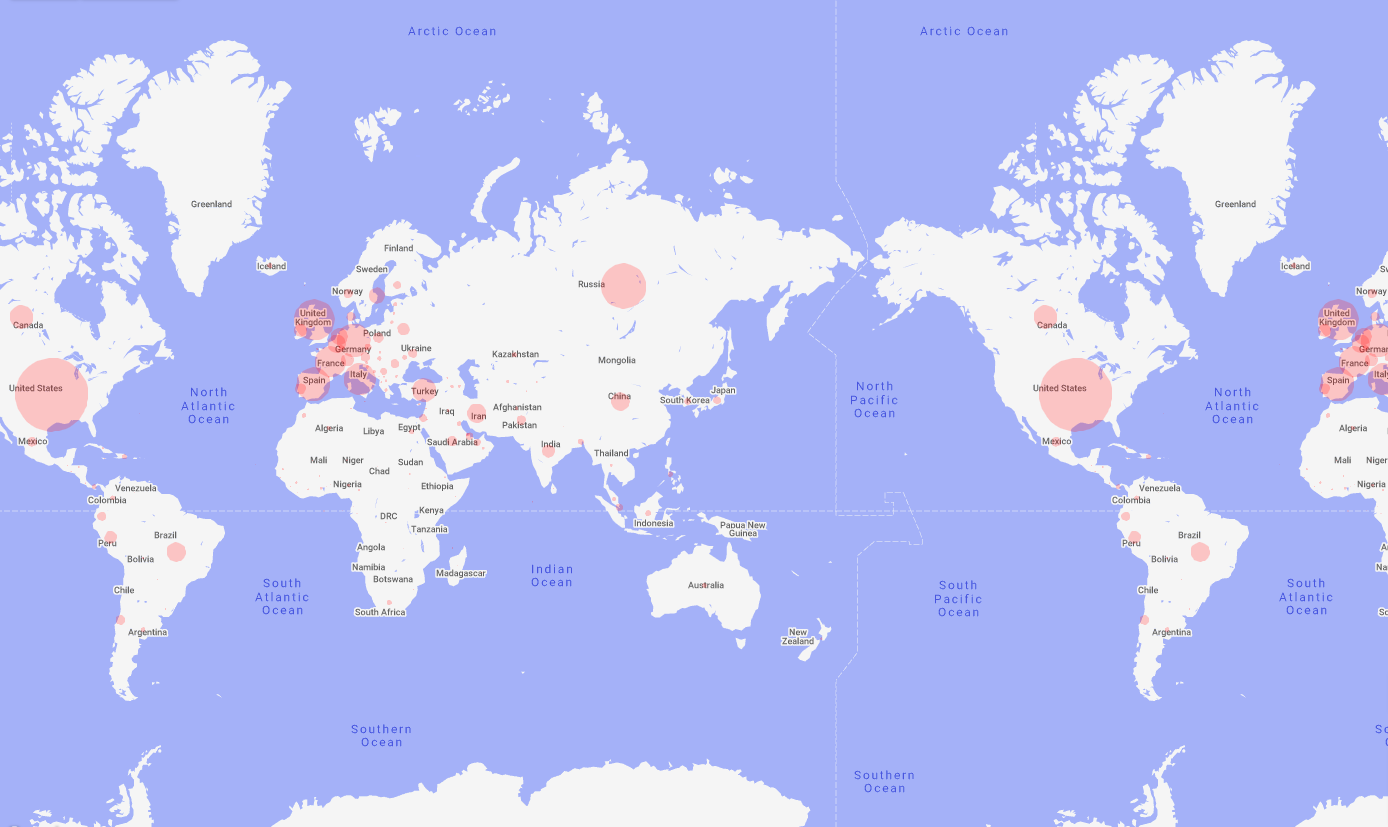 Arctic Ocean
Arctic Ocean
Greenland
Greenland
Finland
Iceland
Sweden
Iceland
Norway
Russia
Norway
United
Kingdom
United
Kingdom
Canada
Poland
Canada
Germany
Ukraine
Kazakhstan
Mongolia
France
France
Italy
Spain
Spain
United States
Turkey
China
Japan
South Korea
United States
North
Atlantic
Ocean
North
Pacific
Ocean
North
Atlantic
Ocean
Iraq
Iran
Afghanistan
Pakistan
Algeria
Libya
Egypt
Saudi Arabia
India
Thailand
Algeria
Mexico
Mexico
Mali
Niger
Chad
Sudan
Mali
Nigeria
Ethiopia
Nigeria
Venezuela
Colombia
Venezuela
Colombia
DRC
Kenya
Tanzania
Indonesia
Papua New
Guinea
Peru
Brazil
Bolivia
Peru
Brazil
Bolivia
Angola
Namibia
Botswana
Madagascar
Indian
Ocean
Australia
Chile
Chile
South
Atlantic
Ocean
South
Pacific
Ocean
South
Atlantic
Ocean
South Africa
Argentina
New
Zealand
Argentina
Southern
Ocean
Southern
Ocean